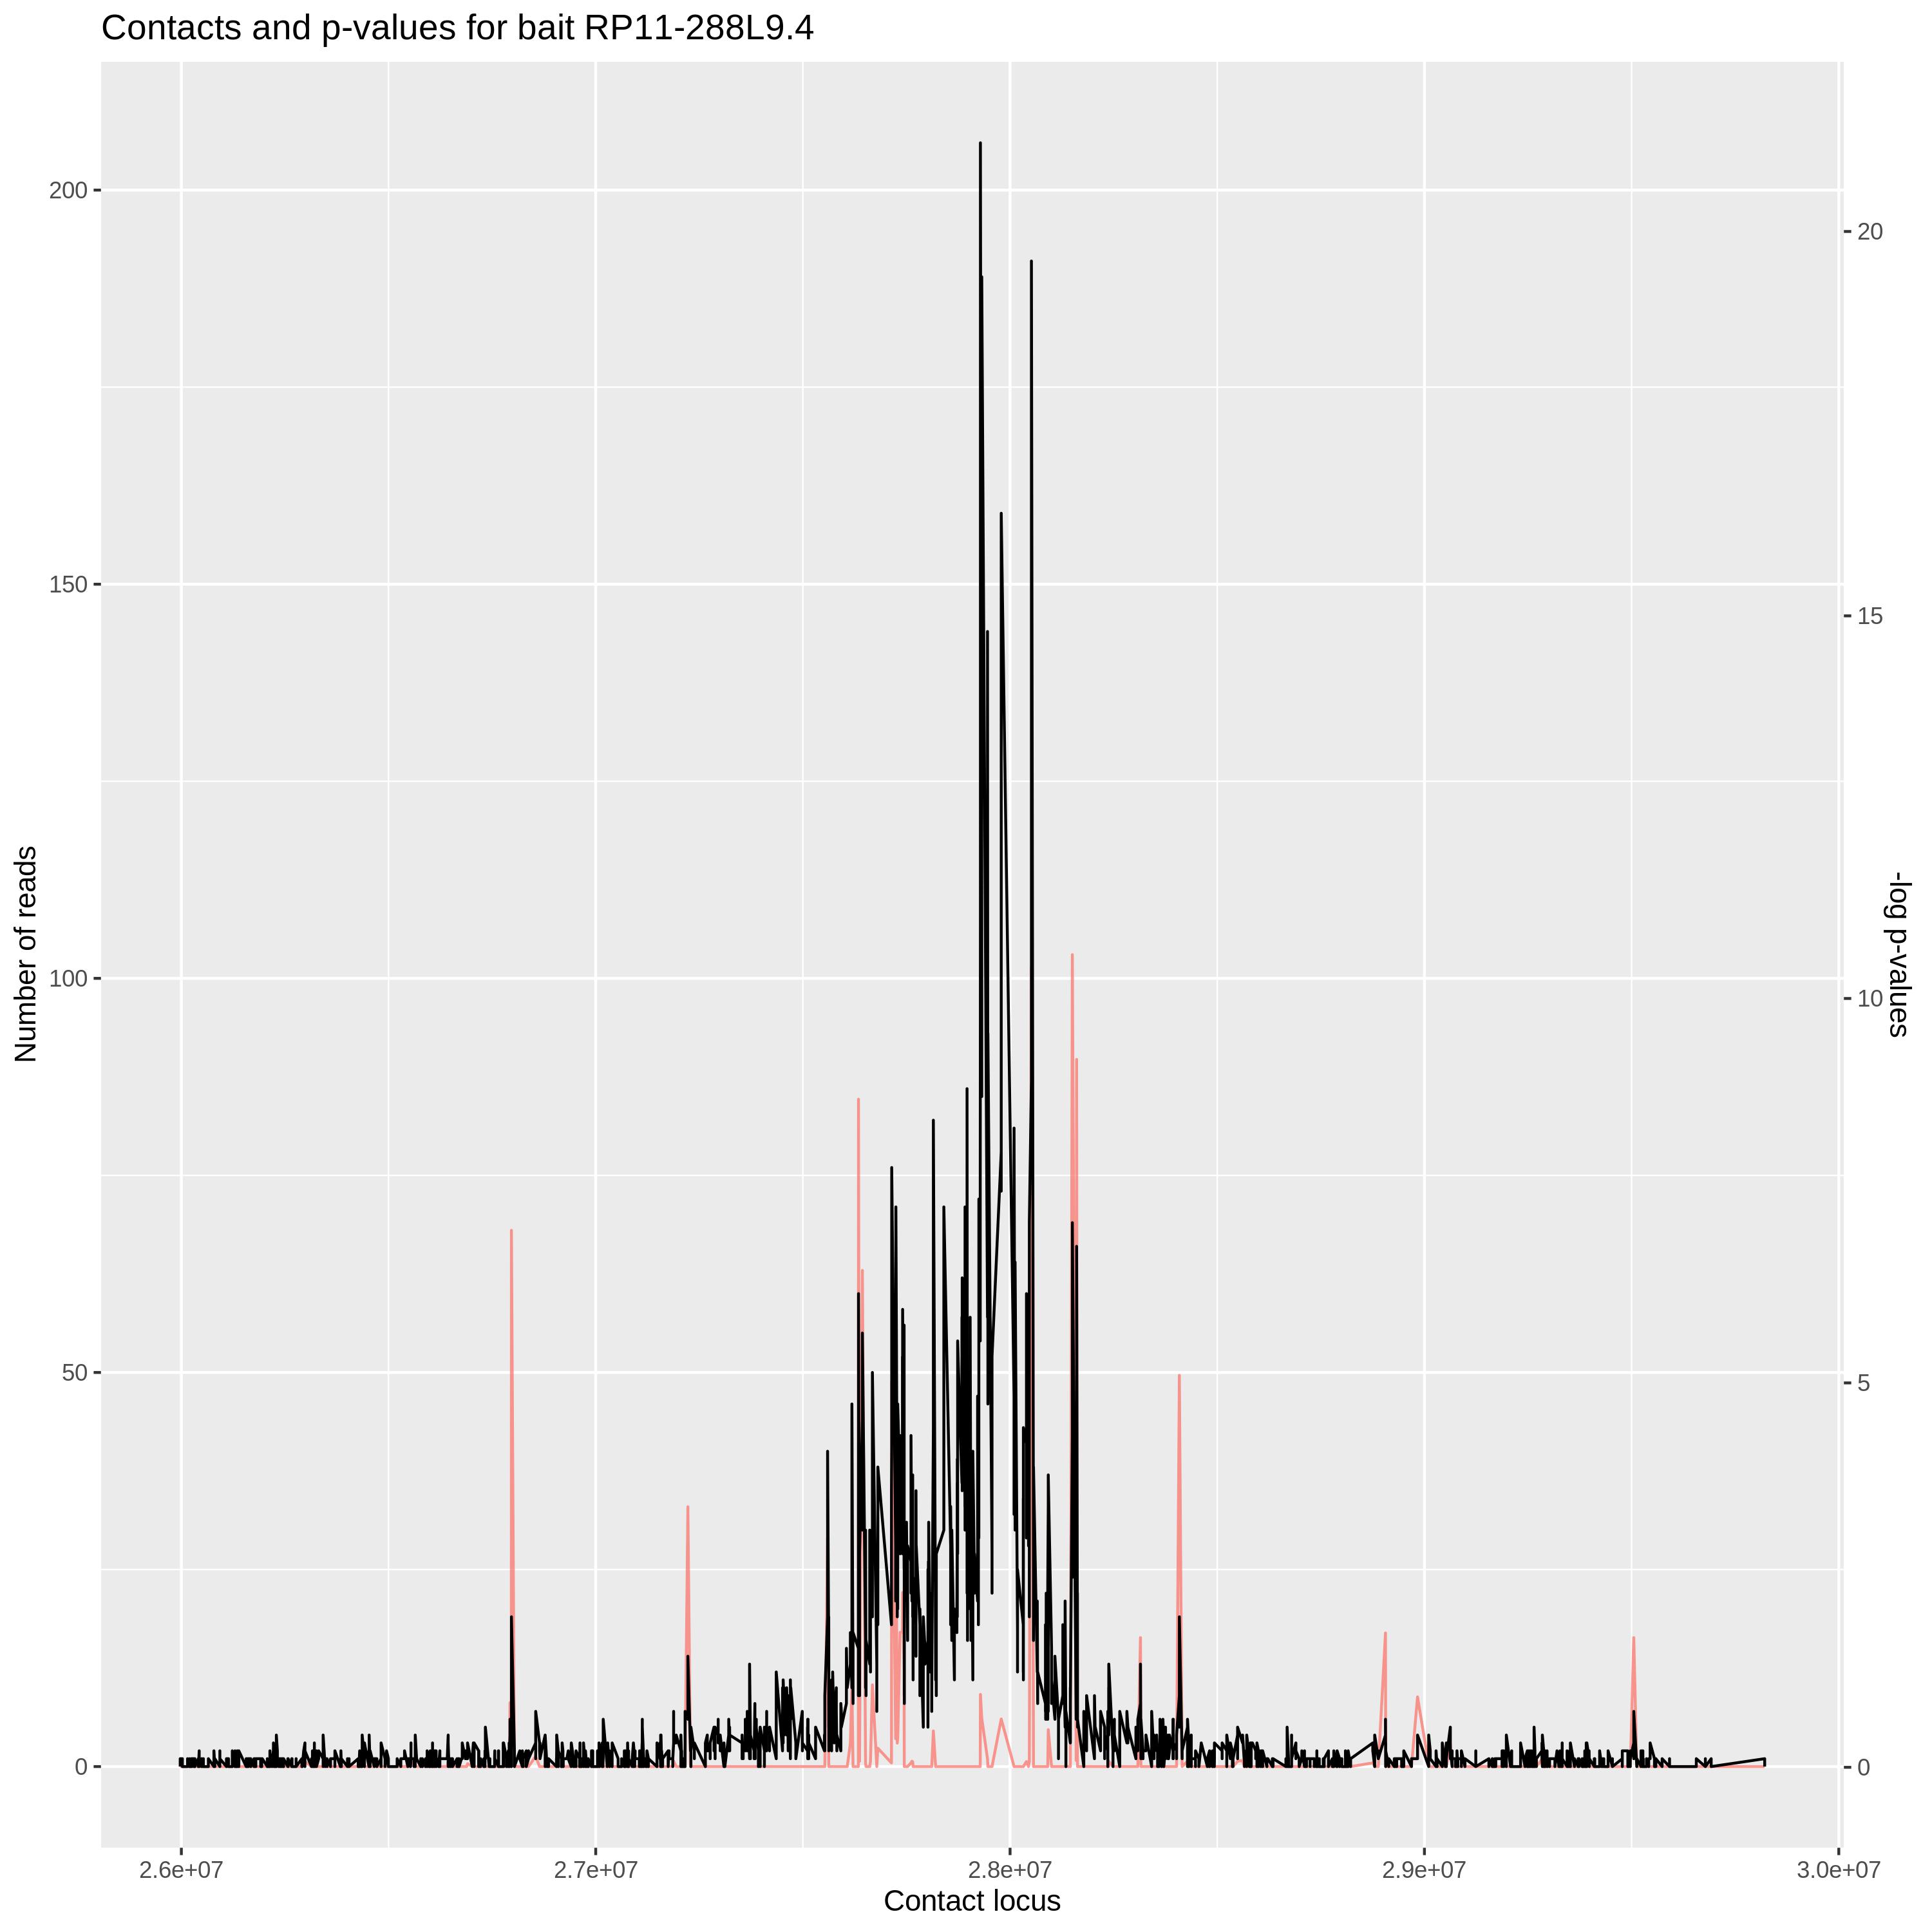 Contacts and p-values for bait RP11-288L9.4
200
150
100
50
0
Number of reads
20
15
10
5
0
-log p-values
2.6e+07
2.7e+07
2.8e+07
2.9e+07
3.0e+07
Contact locus